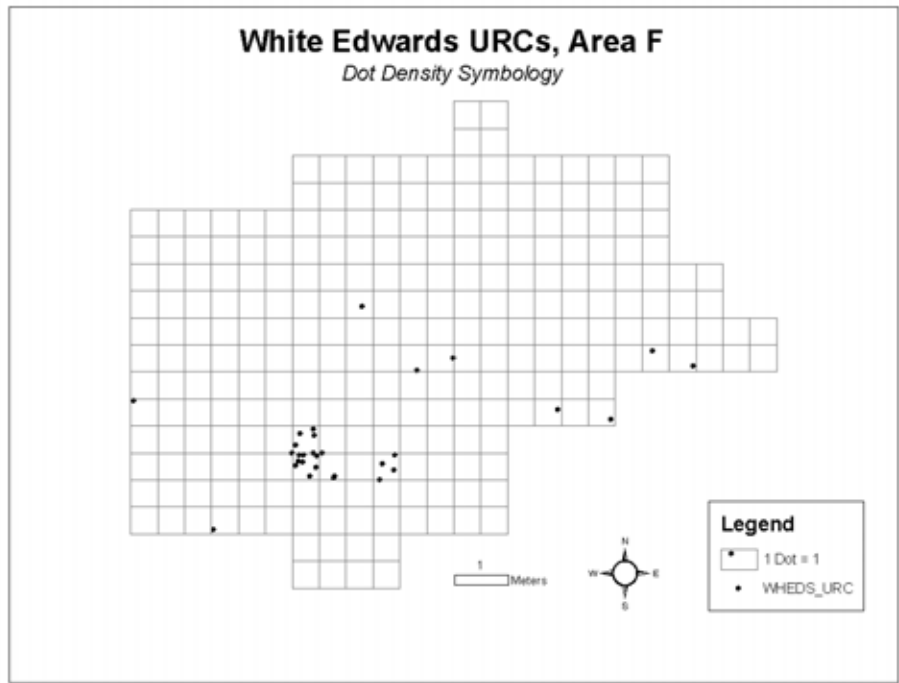 White Edwards URCs, Area F
Dot Density Symbology
1
Meters
N
W E
S
Legend
1 Dot = 1
WHEDS_URC